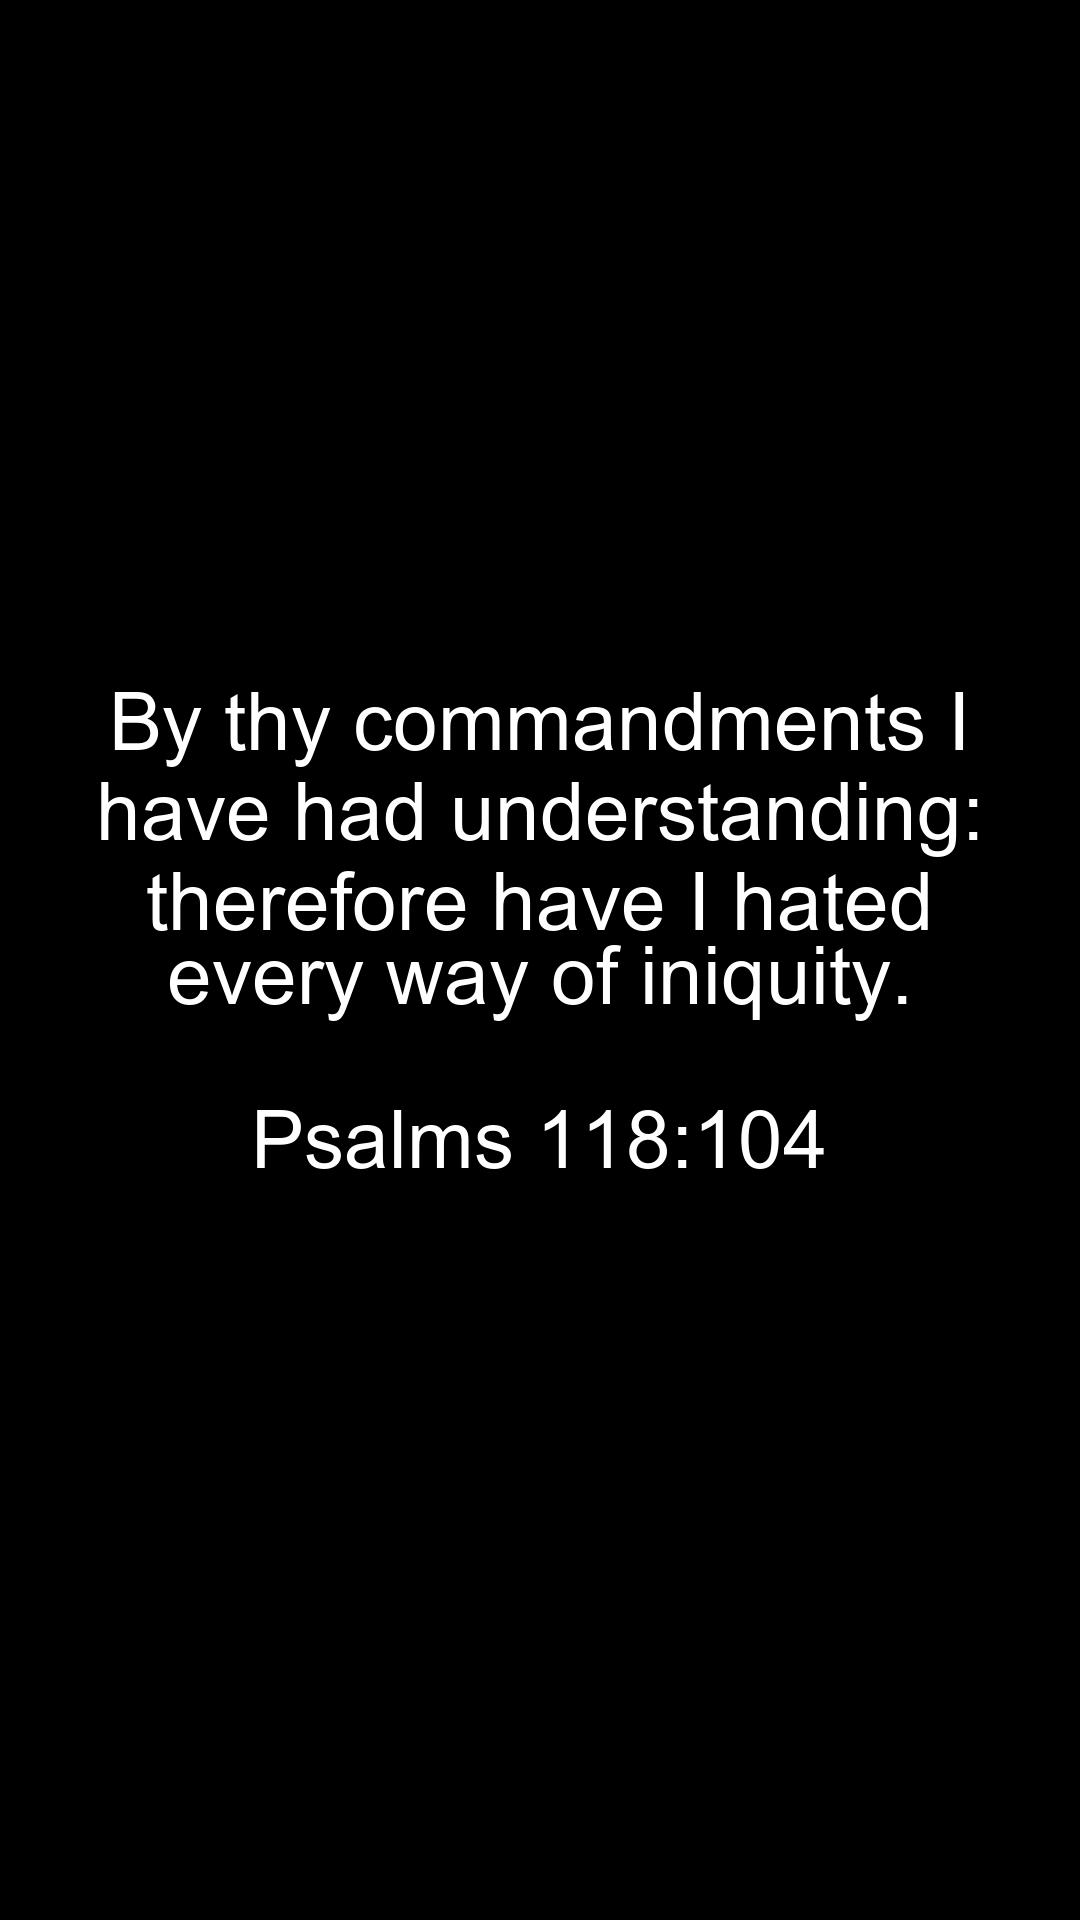 By thy commandments I
have had understanding:
therefore have I hated
every way of iniquity.
Psalms 118:104